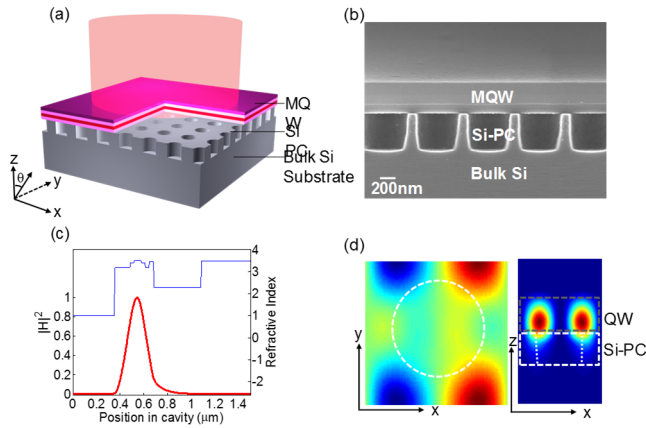 (a)
MQ
W
Si
PC
Bulk Si
Substrate
z
θ
y
x
(b)
MQW
Si-PC
Bulk Si
200nm
(c)
|H|²
1
0.8
0.6
0.4
0.2
0
0 0.2 0.4 0.6 0.8 1 1.2 1.4
Position in cavity (μm)
4
3
2
1
0
-1
-2
Refractive Index
(d)
y
x
z
x
QW
Si-PC